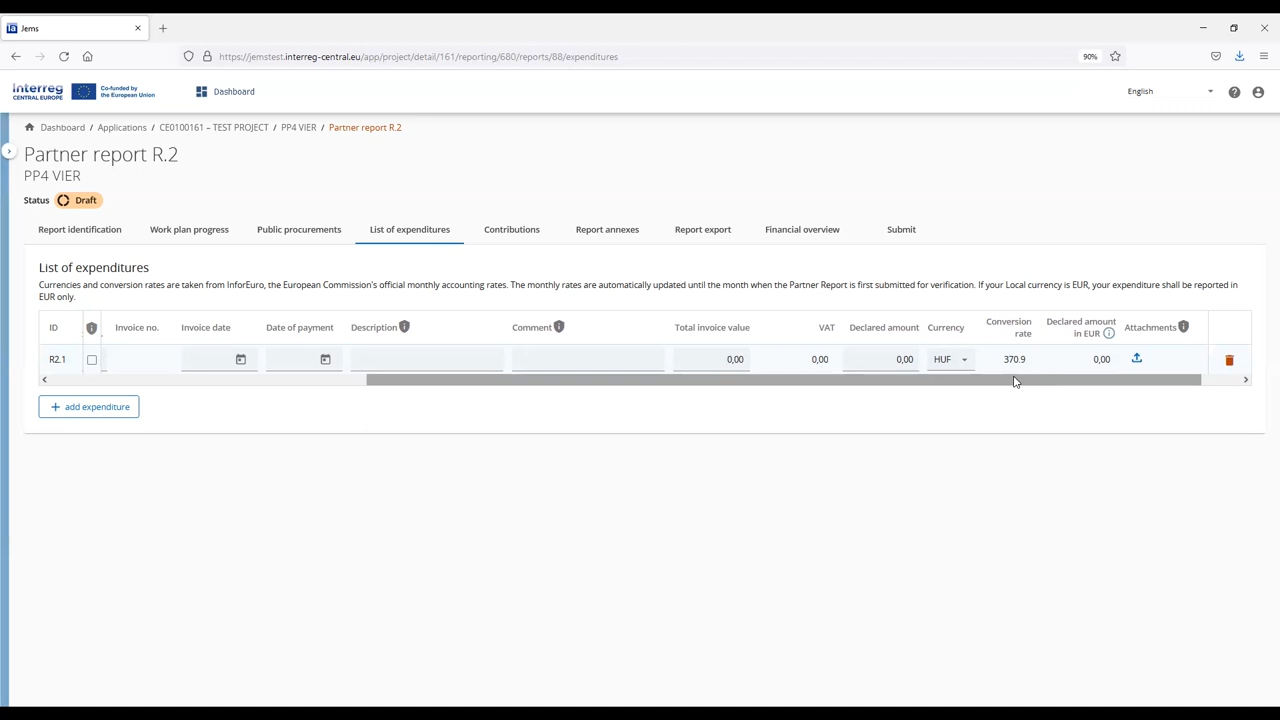 Jems
https://jemstest.interreg-central.eu/app/project/detail/161/reporting/680/reports/88/expenditures
90%
Interreg
CENTRAL EUROPE
Co-funded by
the European Union
Dashboard
English
Dashboard / Applications / CE0100161 – TEST PROJECT / PP4 VIER / Partner report R.2
Partner report R.2
PP4 VIER
Status Draft
Report identification Work plan progress Public procurements List of expenditures Contributions Report annexes Report export Financial overview Submit
List of expenditures
Currencies and conversion rates are taken from InforEuro, the European Commission's official monthly accounting rates. The monthly rates are automatically updated until the month when the Partner Report is first submitted for verification. If your Local currency is EUR, your expenditure shall be reported in
EUR only.
ID Invoice no. Invoice date Date of payment Description Comment Total invoice value VAT Declared amount Currency Conversion rate Declared amount in EUR Attachments
R2.1 0,00 0,00 0,00 HUF 370.9 0,00
+ add expenditure